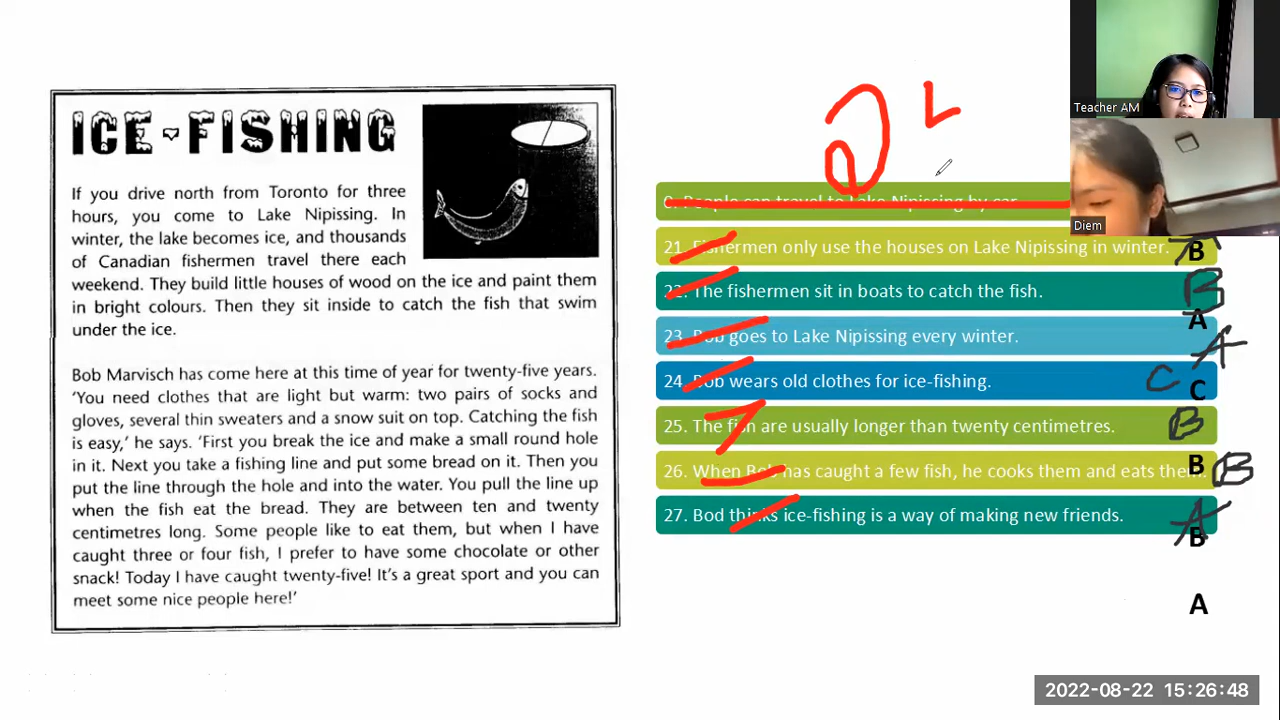 ICE-FISHING
If you drive north from Toronto for three
hours, you come to Lake Nipissing. In
winter, the lake becomes ice, and thousands
of Canadian fishermen travel there each
weekend. They build little houses of wood on the ice and paint them
in bright colours. Then they sit inside to catch the fish that swim
under the ice.
Bob Marvisch has come here at this time of year for twenty-five years.
'You need clothes that are light but warm: two pairs of socks and
gloves, several thin sweaters and a snow suit on top. Catching the fish
is easy,' he says. 'First you break the ice and make a small round hole
in it. Next you take a fishing line and put some bread on it. Then you
put the line through the hole and into the water. You pull the line up
when the fish eat the bread. They are between ten and twenty
centimetres long. Some people like to eat them, but when I have
caught three or four fish, I prefer to have some chocolate or other
snack! Today I have caught twenty-five! It's a great sport and you can
meet some nice people here!'
0. People can travel to Lake Nipissing by car.
21. Fishermen only use the houses on Lake Nipissing in winter. B
22. The fishermen sit in boats to catch the fish. B
A
23. Bob goes to Lake Nipissing every winter. A
24. Bob wears old clothes for ice-fishing. C C
25. The fish are usually longer than twenty centimetres. B
B
26. When Bob has caught a few fish, he cooks them and eats them. B
27. Bod thinks ice-fishing is a way of making new friends. A
B
A
Teacher AM
Diem
2022-08-22 15:26:48